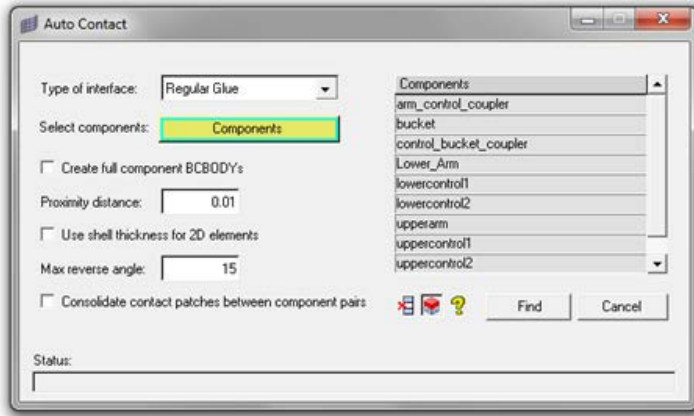 Auto Contact
Type of interface: Regular Glue
Select components: Components
Create full component BCBODYs
Proximity distance: 0.01
Use shell thickness for 2D elements
Max reverse angle: 15
Consolidate contact patches between component pairs
Components
arm_control_coupler
bucket
control_bucket_coupler
Lower_Arm
lowercontrol1
lowercontrol2
upperarm
uppercontrol1
uppercontrol2
Find Cancel
Status: